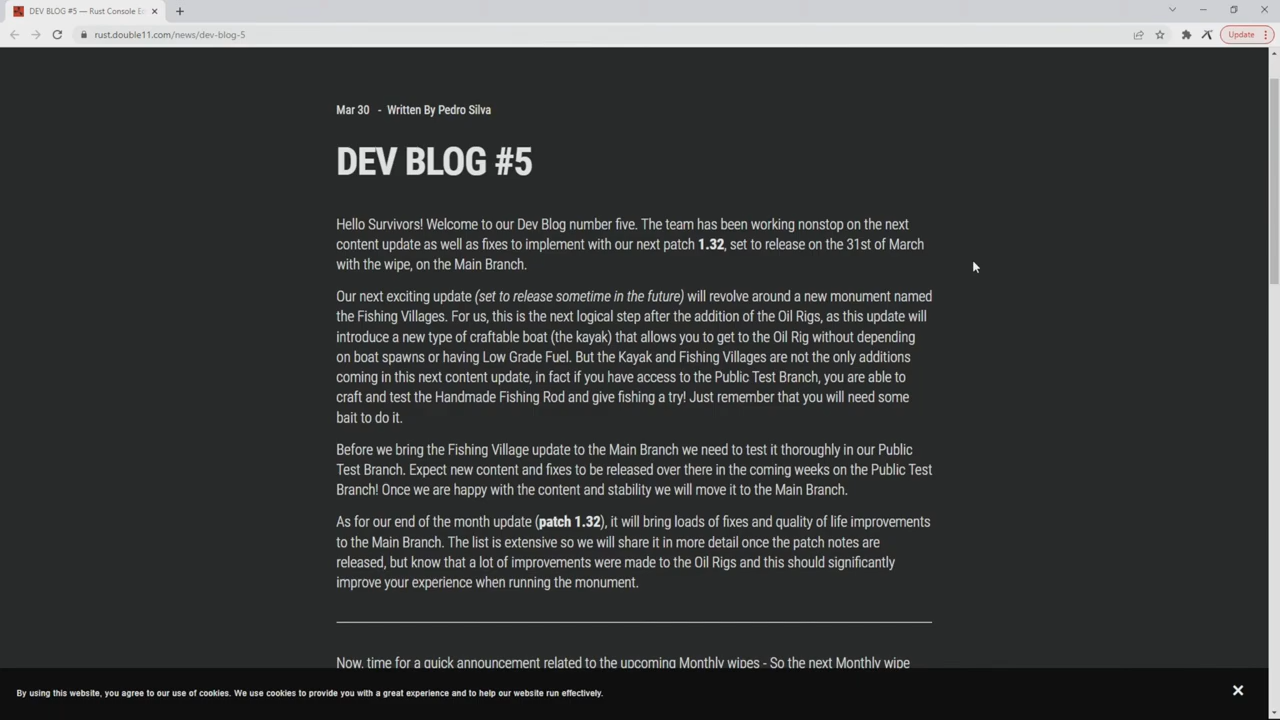 DEV BLOG #5 — Rust Console E
rust.double11.com/news/dev-blog-5
Update
Mar 30 - Written By Pedro Silva
DEV BLOG #5
Hello Survivors! Welcome to our Dev Blog number five. The team has been working nonstop on the next
content update as well as fixes to implement with our next patch 1.32, set to release on the 31st of March
with the wipe, on the Main Branch.
Our next exciting update (set to release sometime in the future) will revolve around a new monument named
the Fishing Villages. For us, this is the next logical step after the addition of the Oil Rigs, as this update will
introduce a new type of craftable boat (the kayak) that allows you to get to the Oil Rig without depending
on boat spawns or having Low Grade Fuel. But the Kayak and Fishing Villages are not the only additions
coming in this next content update, in fact if you have access to the Public Test Branch, you are able to
craft and test the Handmade Fishing Rod and give fishing a try! Just remember that you will need some
bait to do it.
Before we bring the Fishing Village update to the Main Branch we need to test it thoroughly in our Public
Test Branch. Expect new content and fixes to be released over there in the coming weeks on the Public Test
Branch! Once we are happy with the content and stability we will move it to the Main Branch.
As for our end of the month update (patch 1.32), it will bring loads of fixes and quality of life improvements
to the Main Branch. The list is extensive so we will share it in more detail once the patch notes are
released, but know that a lot of improvements were made to the Oil Rigs and this should significantly
improve your experience when running the monument.
Now, time for a quick announcement related to the upcoming Monthly wipes - So the next Monthly wipe
By using this website, you agree to our use of cookies. We use cookies to provide you with a great experience and to help our website run effectively.